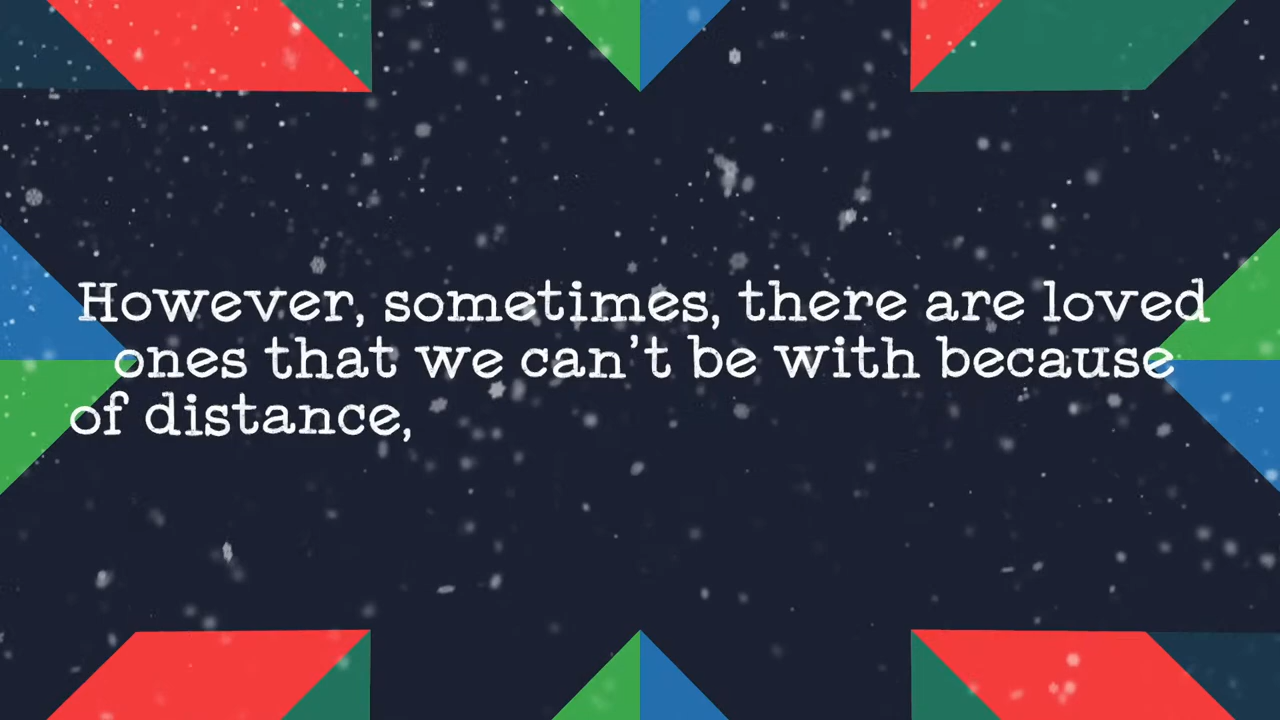 However, sometimes, there are loved
ones that we can't be with because
of distance,